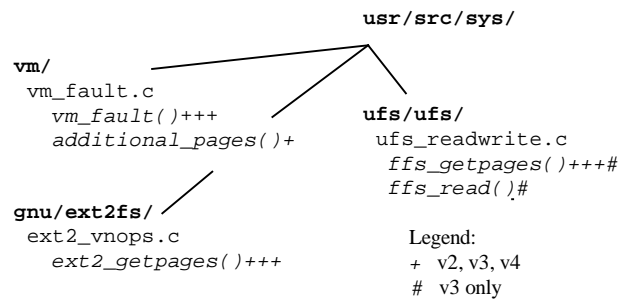 usr/src/sys/
vm/
vm_fault.c
vm_fault()+++
additional_pages()+
ufs/ufs/
ufs_readwrite.c
ffs_getpages()+++#
ffs_read()#
gnu/ext2fs/
ext2_vnops.c
ext2_getpages()+++
Legend:
+ v2, v3, v4
# v3 only